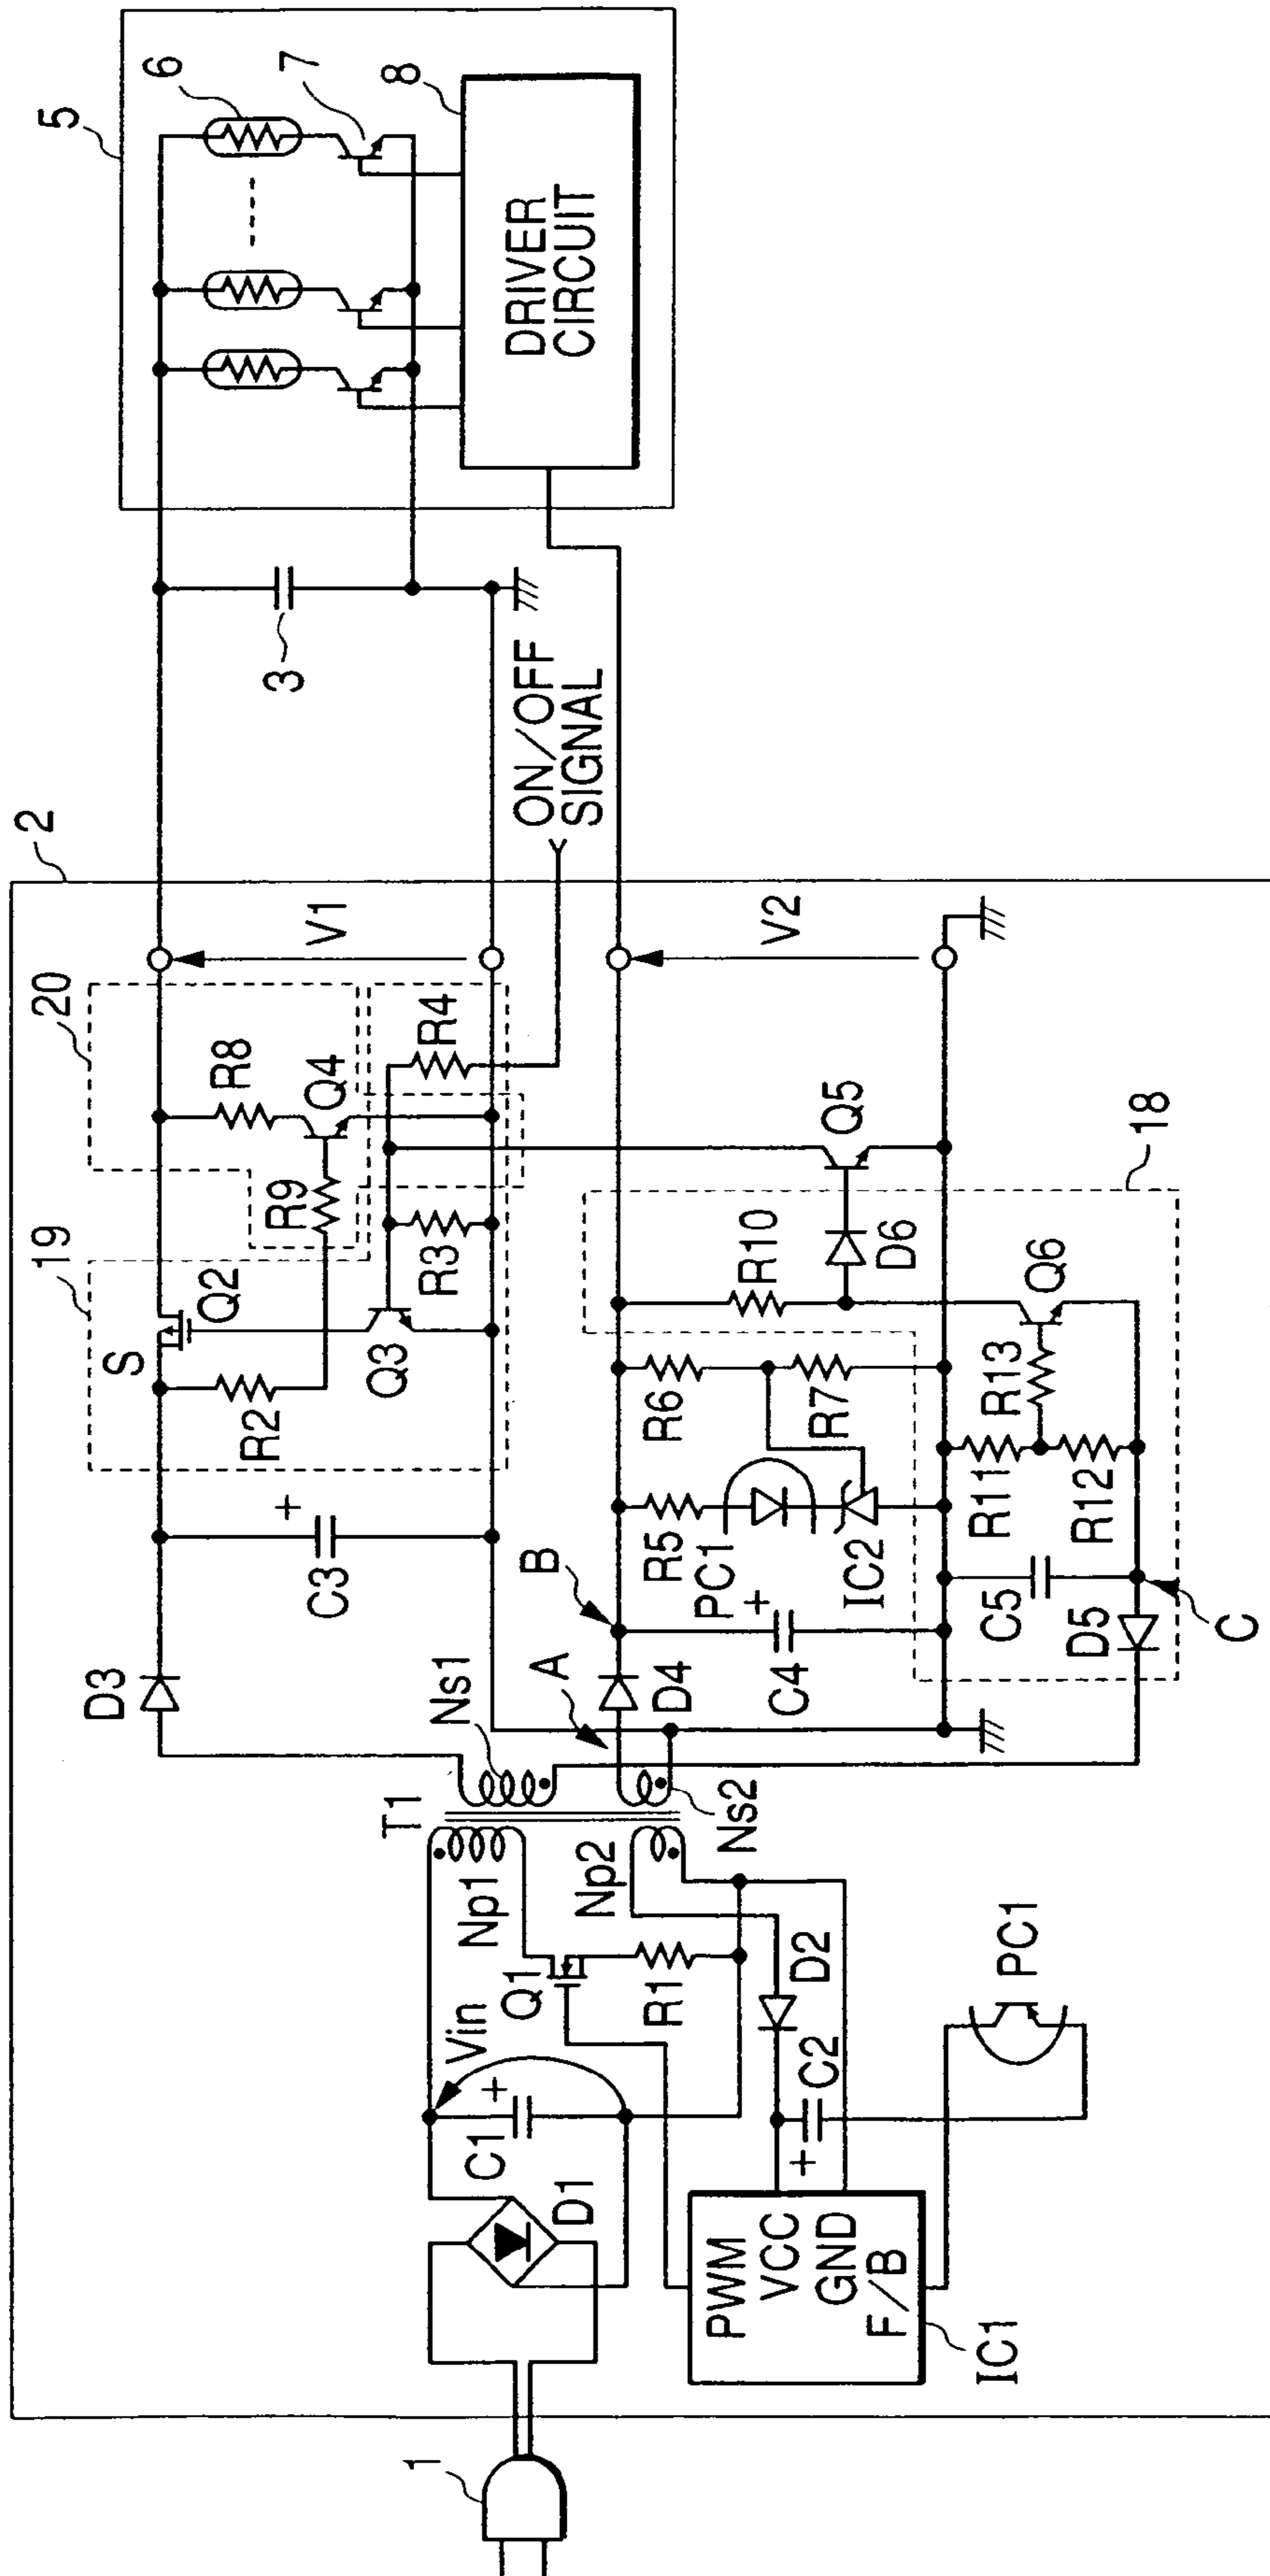 2
5
6
7
8
DRIVER
CIRCUIT
3
ON/OFF
SIGNAL
V1
V2
20
R8
Q4
R9
R4
19
S
Q2
R2
Q3
R3
C3
+
D3
Ns1
T1
Np1
Np2
Ns2
A
B
D4
C4
+
R5
PC1
IC2
R6
R7
R10
D6
Q5
18
Q6
R13
R11
R12
C5
D5
C
Vin
C1
+
D1
Q1
R1
D2
C2
+
PC1
PWM
VCC
GND
F/B
IC1
1